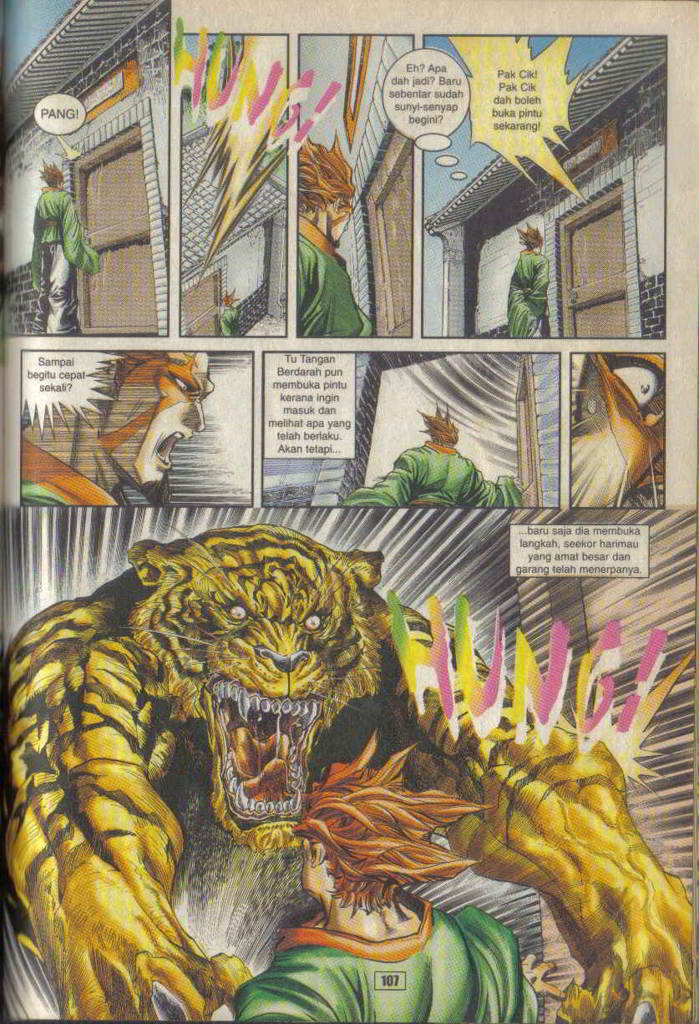 PANG!
HUNG!
Eh? Apa
dah jadi? Baru
sebentar sudah
sunyi-senyap
begini?
Pak Cik!
Pak Cik
dah boleh
buka pintu
sekarang!
Sampai
begitu cepat
sekali?
Tu Tangan
Berdarah pun
membuka pintu
kerana ingin
masuk dan
melihat apa yang
telah berlaku.
Akan tetapi...
...baru saja dia membuka
langkah, seekor harimau
yang amat besar dan
garang telah menerpanya.
HUNG!
107